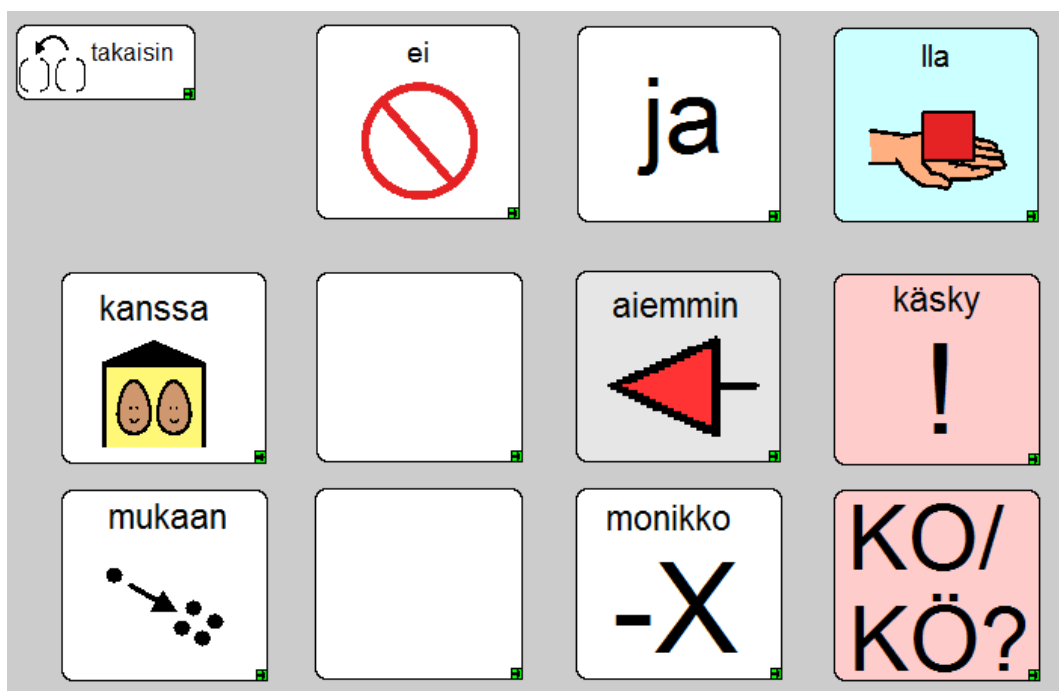 takaisin
ei
ja
lla
kanssa
aiemmin
käsky
!
mukaan
monikko
-X
KO/
KÖ?